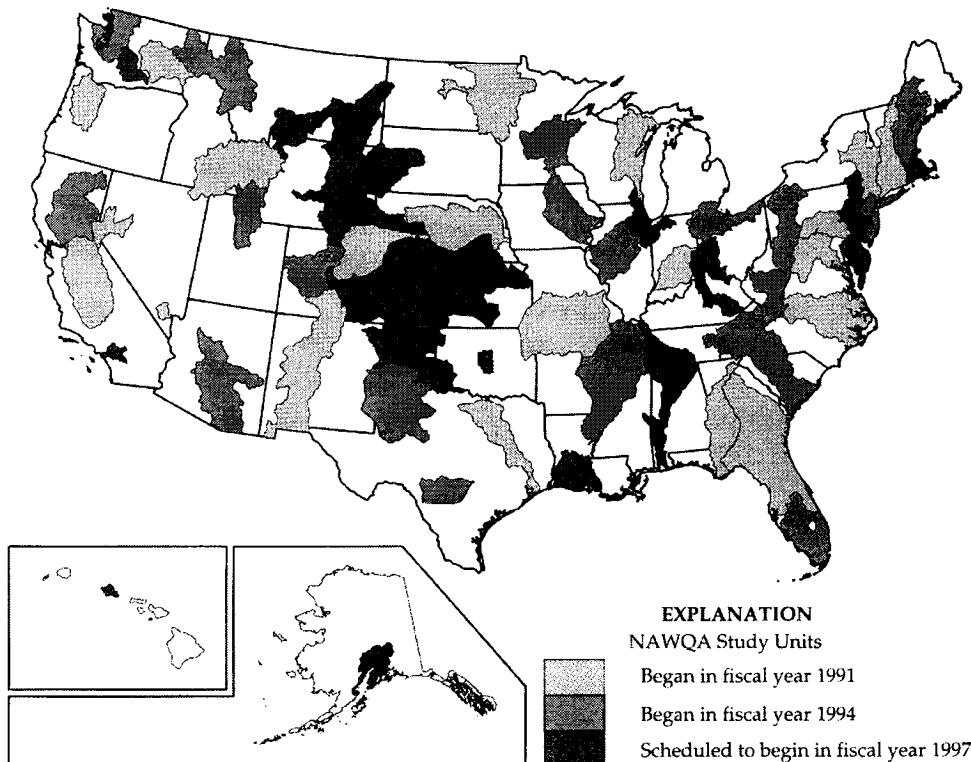 EXPLANATION
NAWQA Study Units
Began in fiscal year 1991
Began in fiscal year 1994
Scheduled to begin in fiscal year 1997